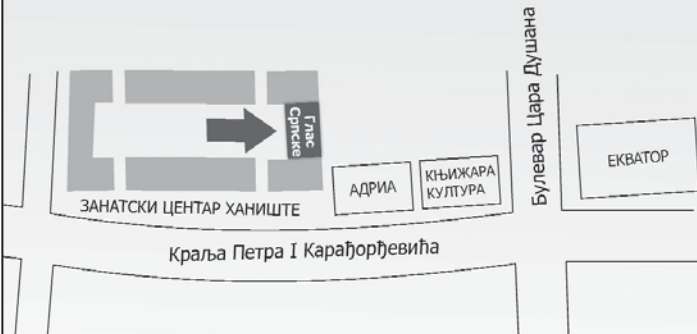 Глас
Српске
ЗАНАТСКИ ЦЕНТАР ХАНИШТЕ
АДРИА
КЊИЖАРА
КУЛТУРА
Булевар Цара Душана
ЕКВАТОР
Краља Петра I Карађорђевића